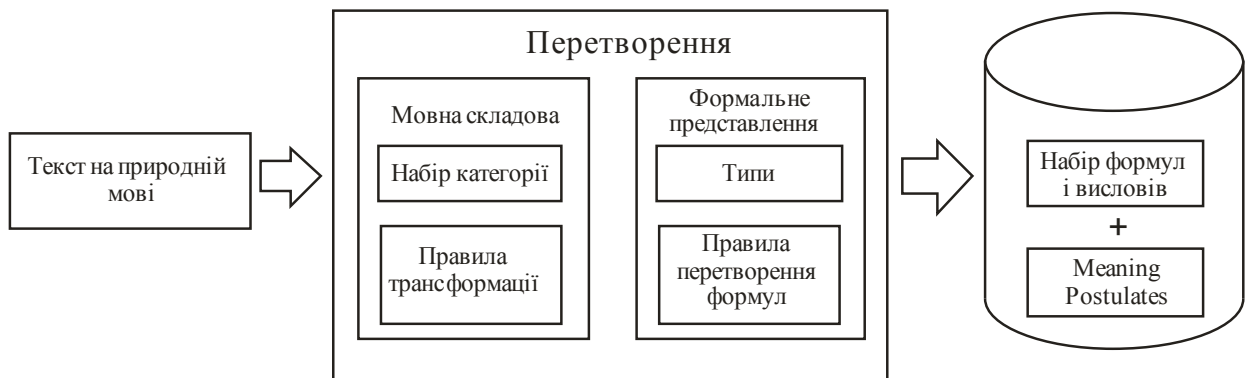 Текст на природній
мові
Перетворення
Мовна складова
Набір категорії
Правила
трансформації
Формальне
представлення
Типи
Правила
перетворення
формул
Набір формул
і висловів
+
Meaning
Postulates